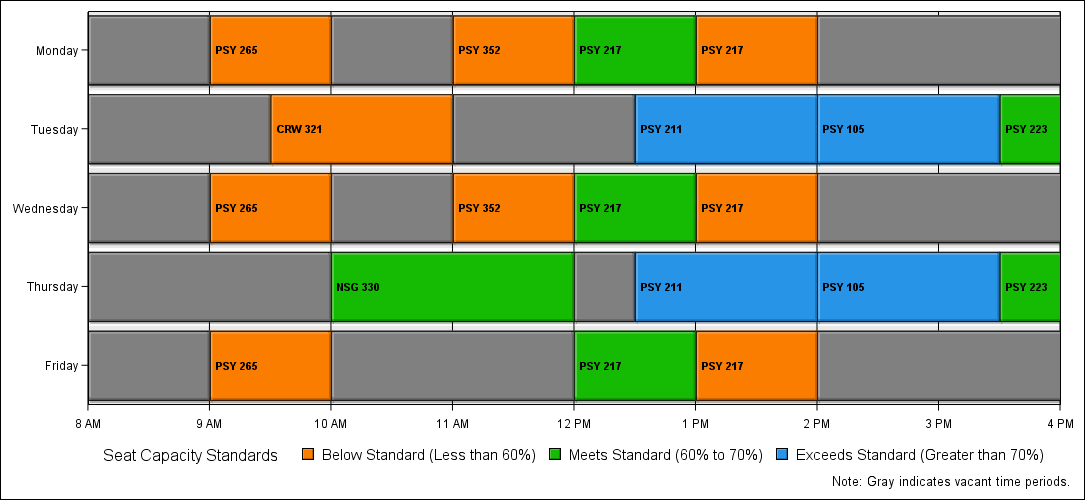 Monday PSY 265 PSY 352 PSY 217 PSY 217
Tuesday CRW 321 PSY 211 PSY 105 PSY 223
Wednesday PSY 265 PSY 352 PSY 217 PSY 217
Thursday NSG 330 PSY 211 PSY 105 PSY 223
Friday PSY 265 PSY 217 PSY 217
8 AM 9 AM 10 AM 11 AM 12 PM 1 PM 2 PM 3 PM 4 PM
Seat Capacity Standards Below Standard (Less than 60%) Meets Standard (60% to 70%) Exceeds Standard (Greater than 70%)
Note: Gray indicates vacant time periods.